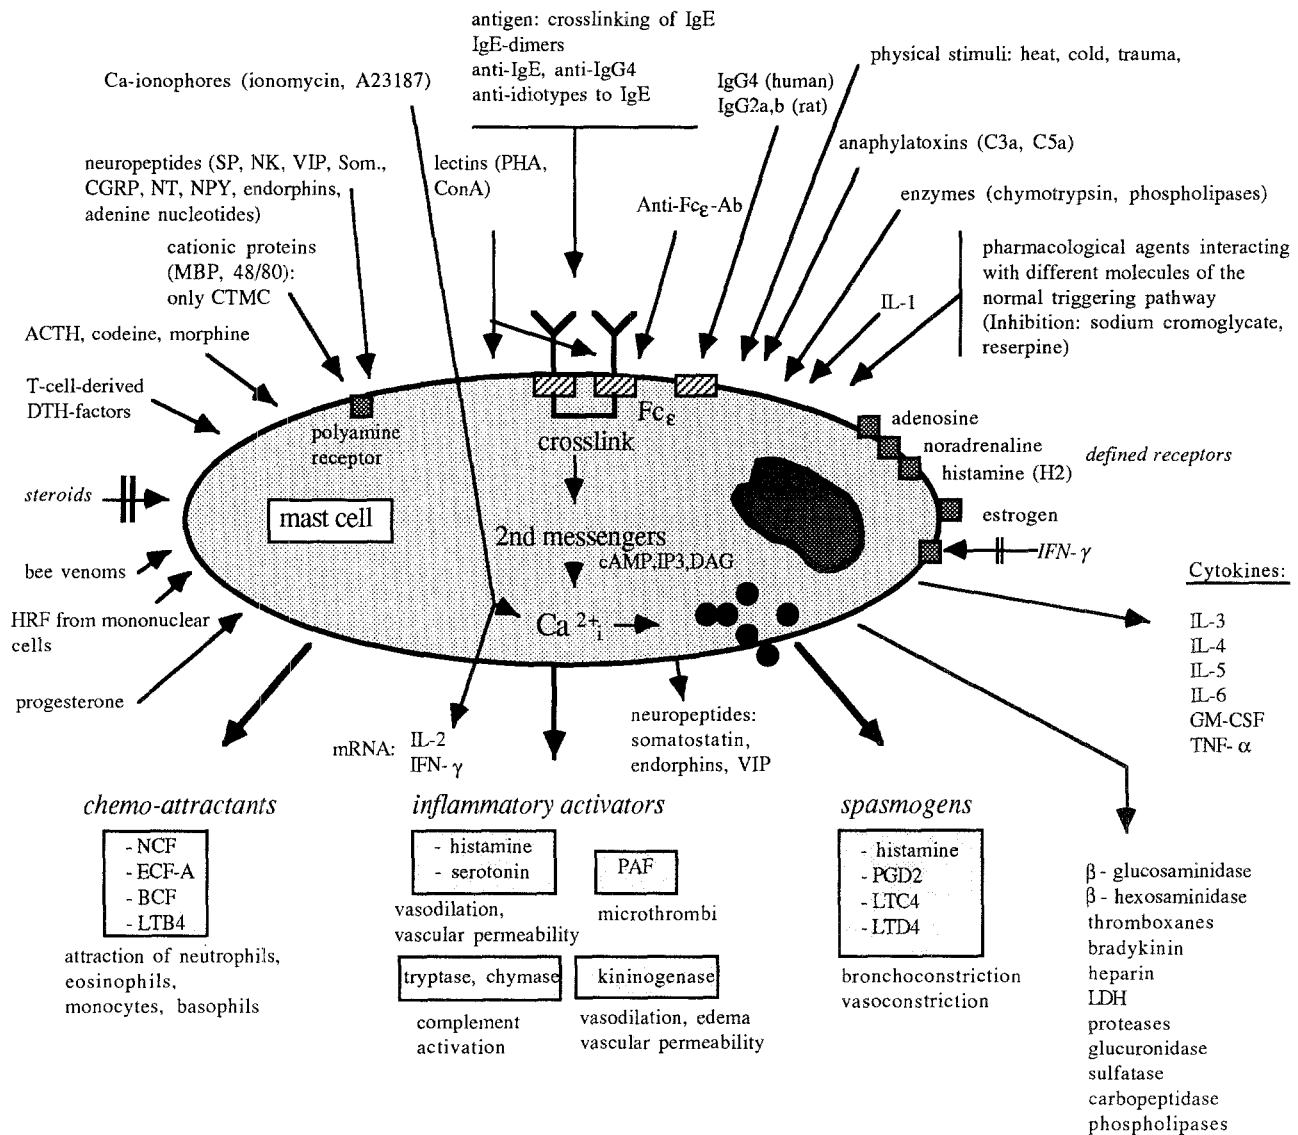 antigen: crosslinking of IgE
IgE-dimers
anti-IgE, anti-IgG4
anti-idiotypes to IgE
physical stimuli: heat, cold, trauma,
Ca-ionophores (ionomycin, A23187)
IgG4 (human)
IgG2a,b (rat)
anaphylatoxins (C3a, C5a)
neuropeptides (SP, NK, VIP, Som.,
CGRP, NT, NPY, endorphins,
adenine nucleotides)
lectins (PHA,
ConA)
Anti-Fcε-Ab
enzymes (chymotrypsin, phospholipases)
cationic proteins
(MBP, 48/80):
only CTMC
pharmacological agents interacting
with different molecules of the
normal triggering pathway
(Inhibition: sodium cromoglycate,
reserpine)
IL-1
ACTH, codeine, morphine
T-cell-derived
DTH-factors
polyamine
receptor
Fcε
crosslink
adenosine
noradrenaline
histamine (H2)
defined receptors
steroids
mast cell
estrogen
2nd messengers
cAMP,IP3,DAG
IFN-γ
bee venoms
Ca 2+ i
HRF from mononuclear
cells
progesterone
Cytokines:
IL-3
IL-4
IL-5
IL-6
GM-CSF
TNF-α
mRNA:
IL-2
IFN-γ
neuropeptides:
somatostatin,
endorphins, VIP
chemo-attractants
- NCF
- ECF-A
- BCF
- LTB4
attraction of neutrophils,
eosinophils,
monocytes, basophils
inflammatory activators
- histamine
- serotonin
vasodilation,
vascular permeability
PAF
microthrombi
tryptase, chymase
complement
activation
kininogenase
vasodilation, edema
vascular permeability
spasmogens
- histamine
- PGD2
- LTC4
- LTD4
bronchoconstriction
vasoconstriction
β- glucosaminidase
β- hexosaminidase
thromboxanes
bradykinin
heparin
LDH
proteases
glucuronidase
sulfatase
carbopeptidase
phospholipases